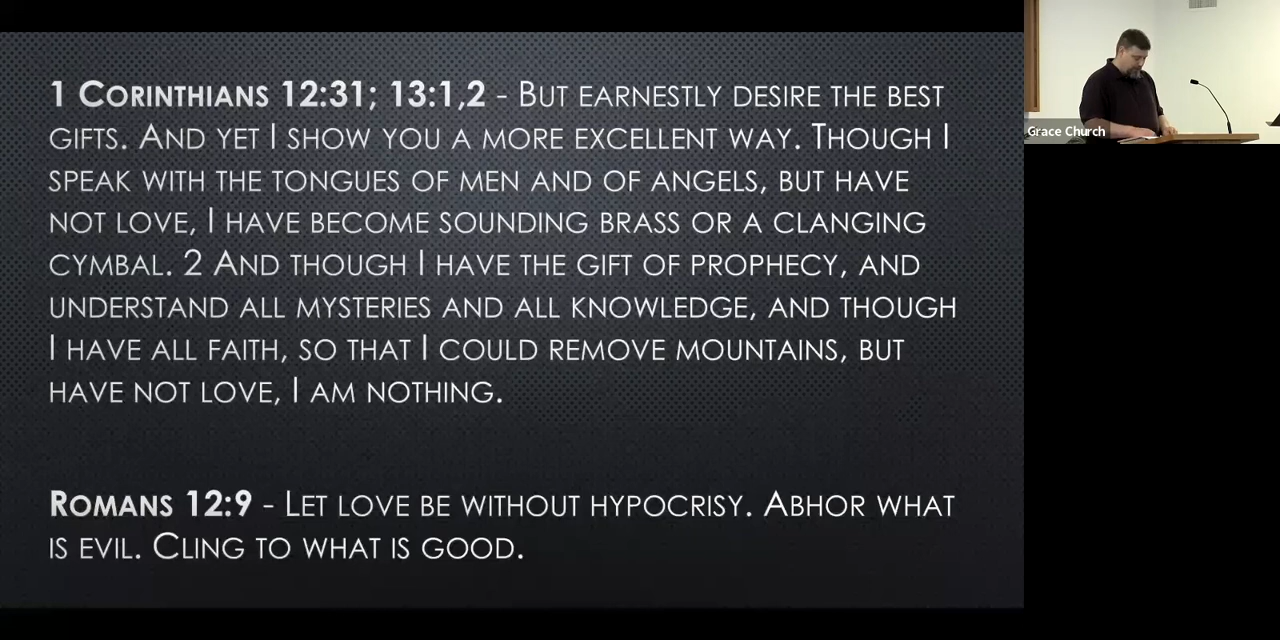 1 Corinthians 12:31; 13:1,2 - But earnestly desire the best
gifts. And yet I show you a more excellent way. Though I
speak with the tongues of men and of angels, but have
not love, I have become sounding brass or a clanging
cymbal. 2 And though I have the gift of prophecy, and
understand all mysteries and all knowledge, and though
I have all faith, so that I could remove mountains, but
have not love, I am nothing.
Romans 12:9 - Let love be without hypocrisy. Abhor what
is evil. Cling to what is good.
Grace Church